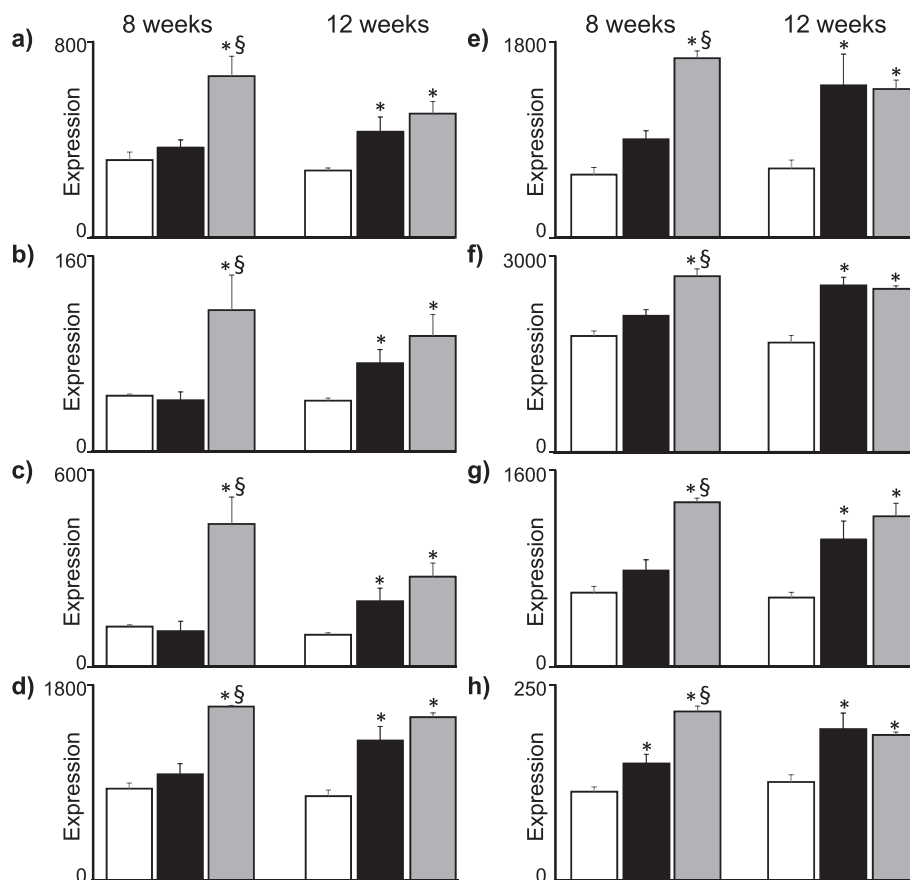 8 weeks 12 weeks 8 weeks 12 weeks
a) 800 Expression 0 *§ * *
e) 1800 Expression 0 *§ * *
b) 160 Expression 0 *§ * *
f) 3000 Expression 0 *§ * *
c) 600 Expression 0 *§ * *
g) 1600 Expression 0 *§ * *
d) 1800 Expression 0 *§ * *
h) 250 Expression 0 * *§ * *